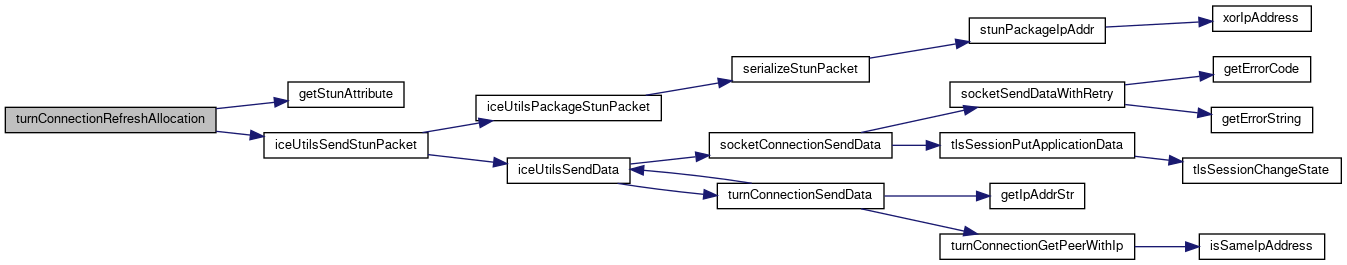 turnConnectionRefreshAllocation
getStunAttribute
iceUtilsSendStunPacket
iceUtilsPackageStunPacket
serializeStunPacket
stunPackageIpAddr
xorIpAddress
iceUtilsSendData
socketConnectionSendData
socketSendDataWithRetry
getErrorCode
getErrorString
tlsSessionPutApplicationData
tlsSessionChangeState
turnConnectionSendData
getIpAddrStr
turnConnectionGetPeerWithIp
isSameIpAddress